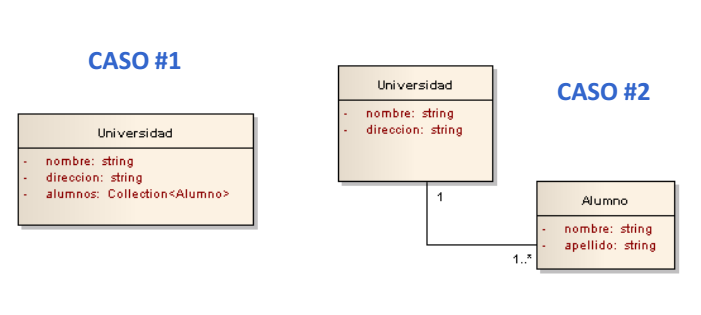 CASO #1
Universidad
- nombre: string
- direccion: string
- alumnos: Collection<Alumno>
CASO #2
Universidad
- nombre: string
- direccion: string
1
1..*
Alumno
- nombre: string
- apellido: string